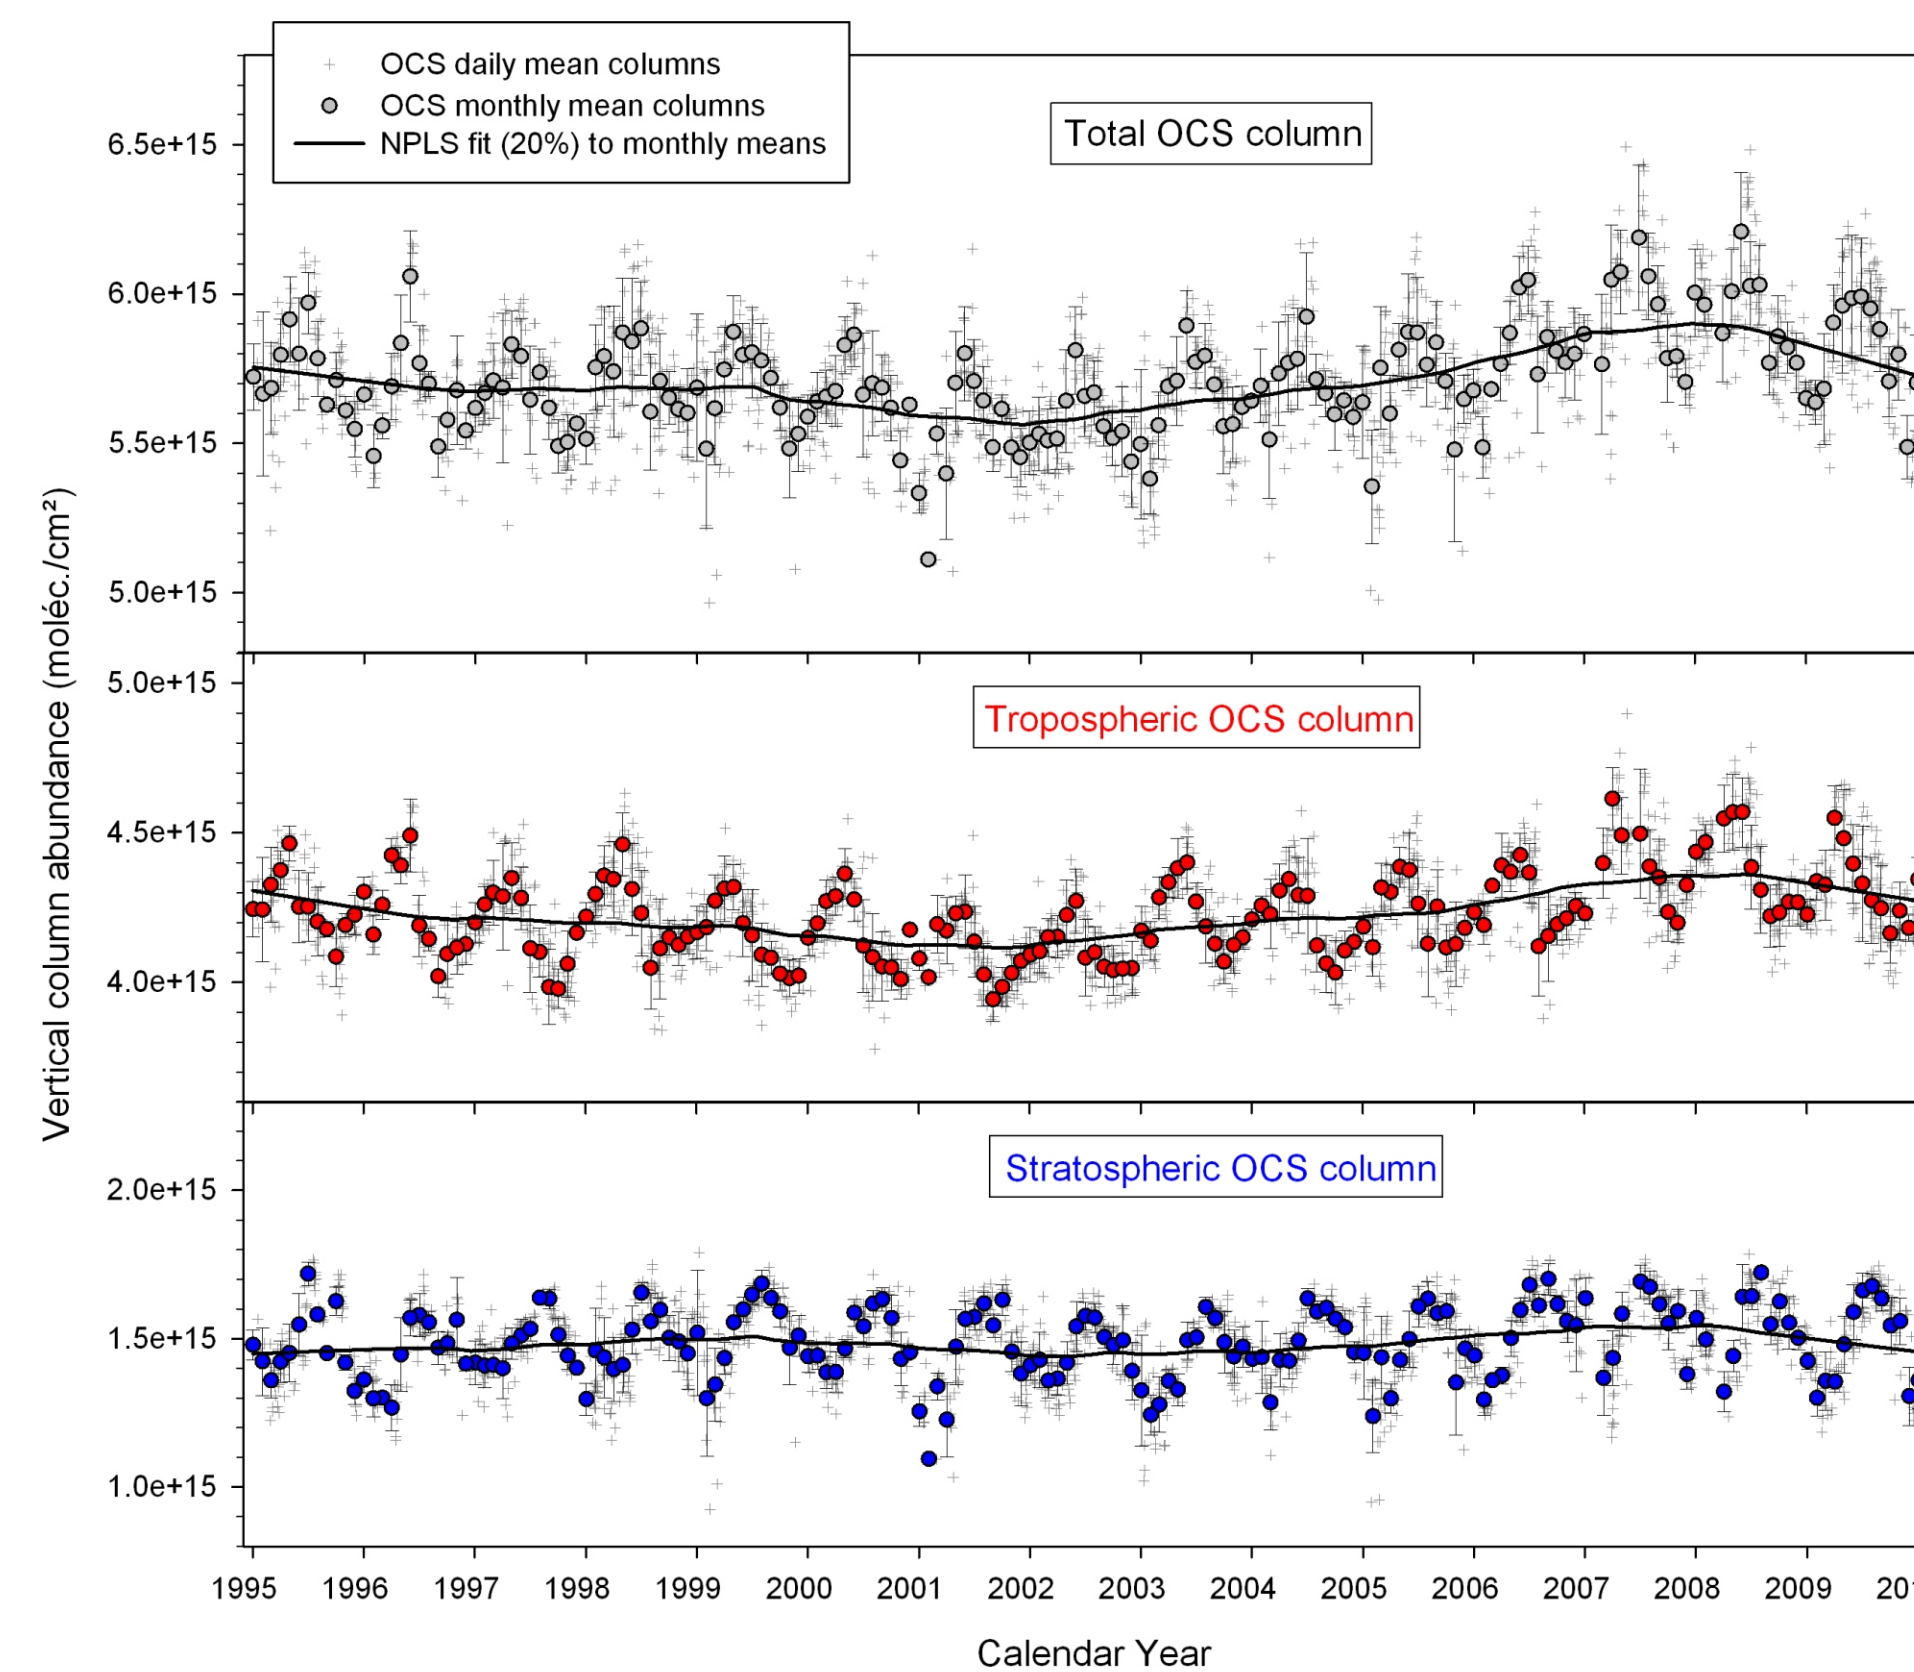 OCS daily mean columns
OCS monthly mean columns
NPLS fit (20%) to monthly means
Total OCS column
6.5e+15
6.0e+15
5.5e+15
5.0e+15
Vertical column abundance (moléc./cm²)
Tropospheric OCS column
5.0e+15
4.5e+15
4.0e+15
Stratospheric OCS column
2.0e+15
1.5e+15
1.0e+15
1995 1996 1997 1998 1999 2000 2001 2002 2003 2004 2005 2006 2007 2008 2009
Calendar Year